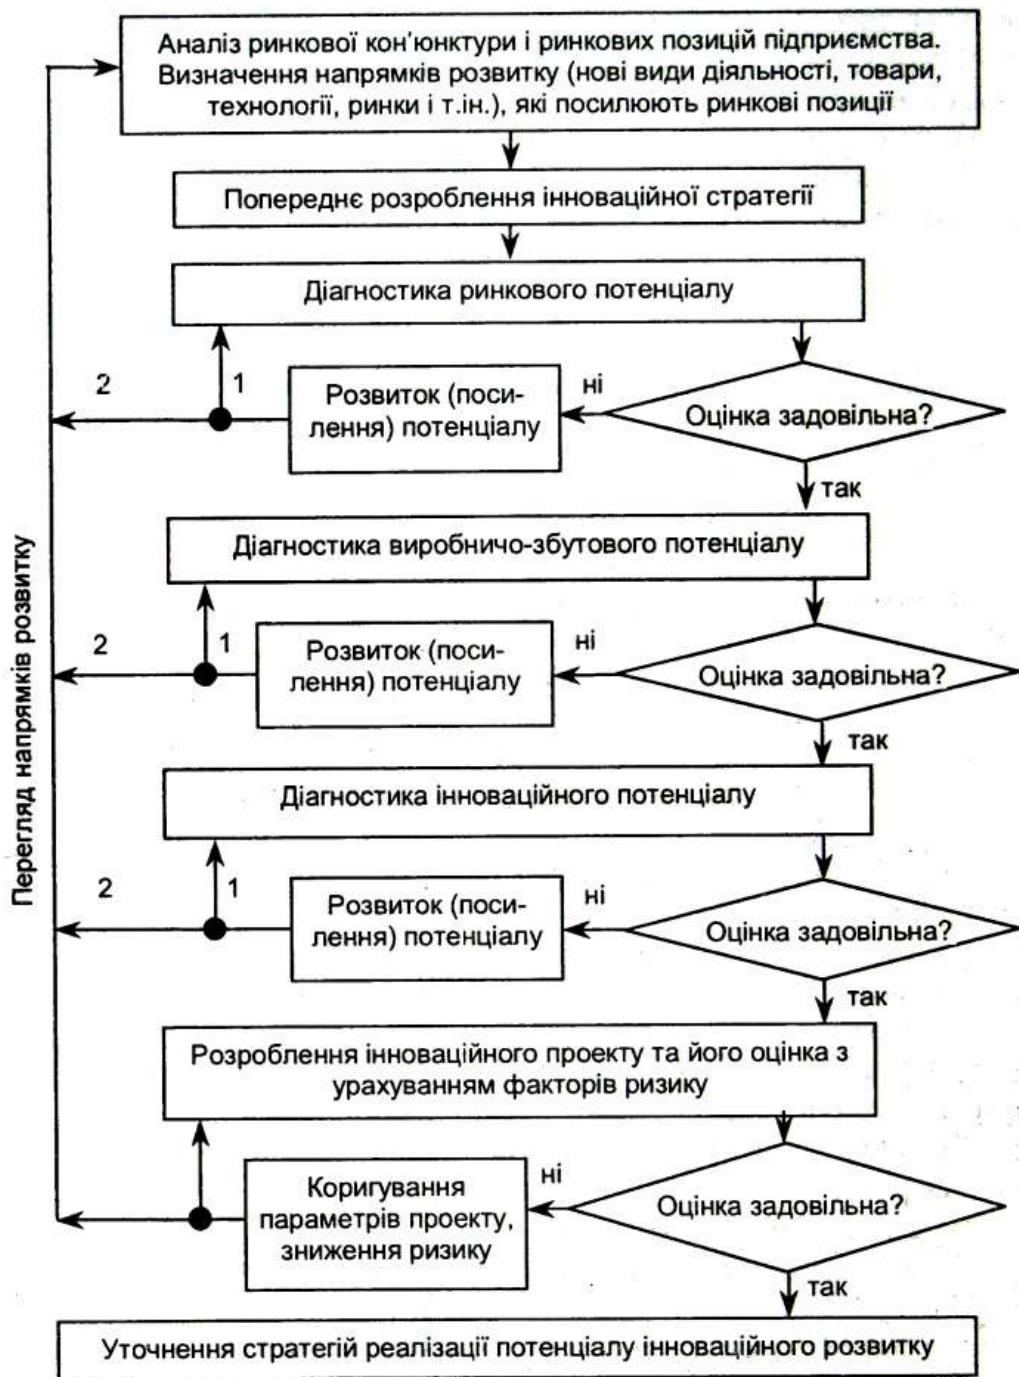 Аналіз ринкової кон'юнктури і ринкових позицій підприємства.
Визначення напрямків розвитку (нові види діяльності, товари,
технології, ринки і т.ін.), які посилюють ринкові позиції
Попереднє розроблення інноваційної стратегії
Діагностика ринкового потенціалу
2
1
Розвиток (поси-
лення) потенціалу
ні
Оцінка задовільна?
так
Діагностика виробничо-збутового потенціалу
2
1
Розвиток (поси-
лення) потенціалу
ні
Оцінка задовільна?
так
Перегляд напрямків розвитку
Діагностика інноваційного потенціалу
2
1
Розвиток (поси-
лення) потенціалу
ні
Оцінка задовільна?
так
Розроблення інноваційного проекту та його оцінка з
урахуванням факторів ризику
Коригування
параметрів проекту,
зниження ризику
ні
Оцінка задовільна?
так
Уточнення стратегій реалізації потенціалу інноваційного розвитку